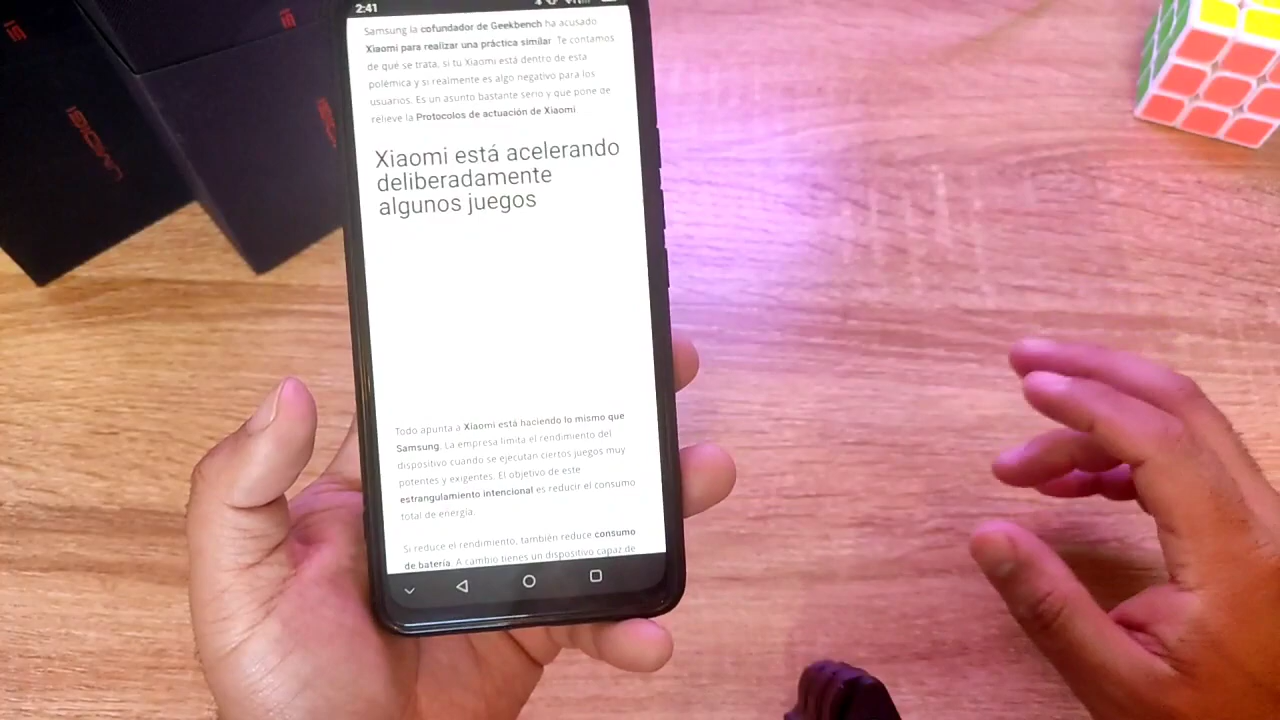 2:41
Samsung la cofundador de Geekbench ha acusado
Xiaomi para realizar una práctica similar. Te contamos
de qué se trata, si tu Xiaomi está dentro de esta
polémica y si realmente es algo negativo para los
usuarios. Es un asunto bastante serio y que pone de
relieve la Protocolos de actuación de Xiaomi.
Xiaomi está acelerando
deliberadamente
algunos juegos
Todo apunta a Xiaomi está haciendo lo mismo que
Samsung. La empresa limita el rendimiento del
dispositivo cuando se ejecutan ciertos juegos muy
potentes y exigentes. El objetivo de este
estrangulamiento intencional es reducir el consumo
total de energía.
Si reduce el rendimiento, también reduce consumo
de batería. A cambio tienes un dispositivo capaz de
UMIDIGI